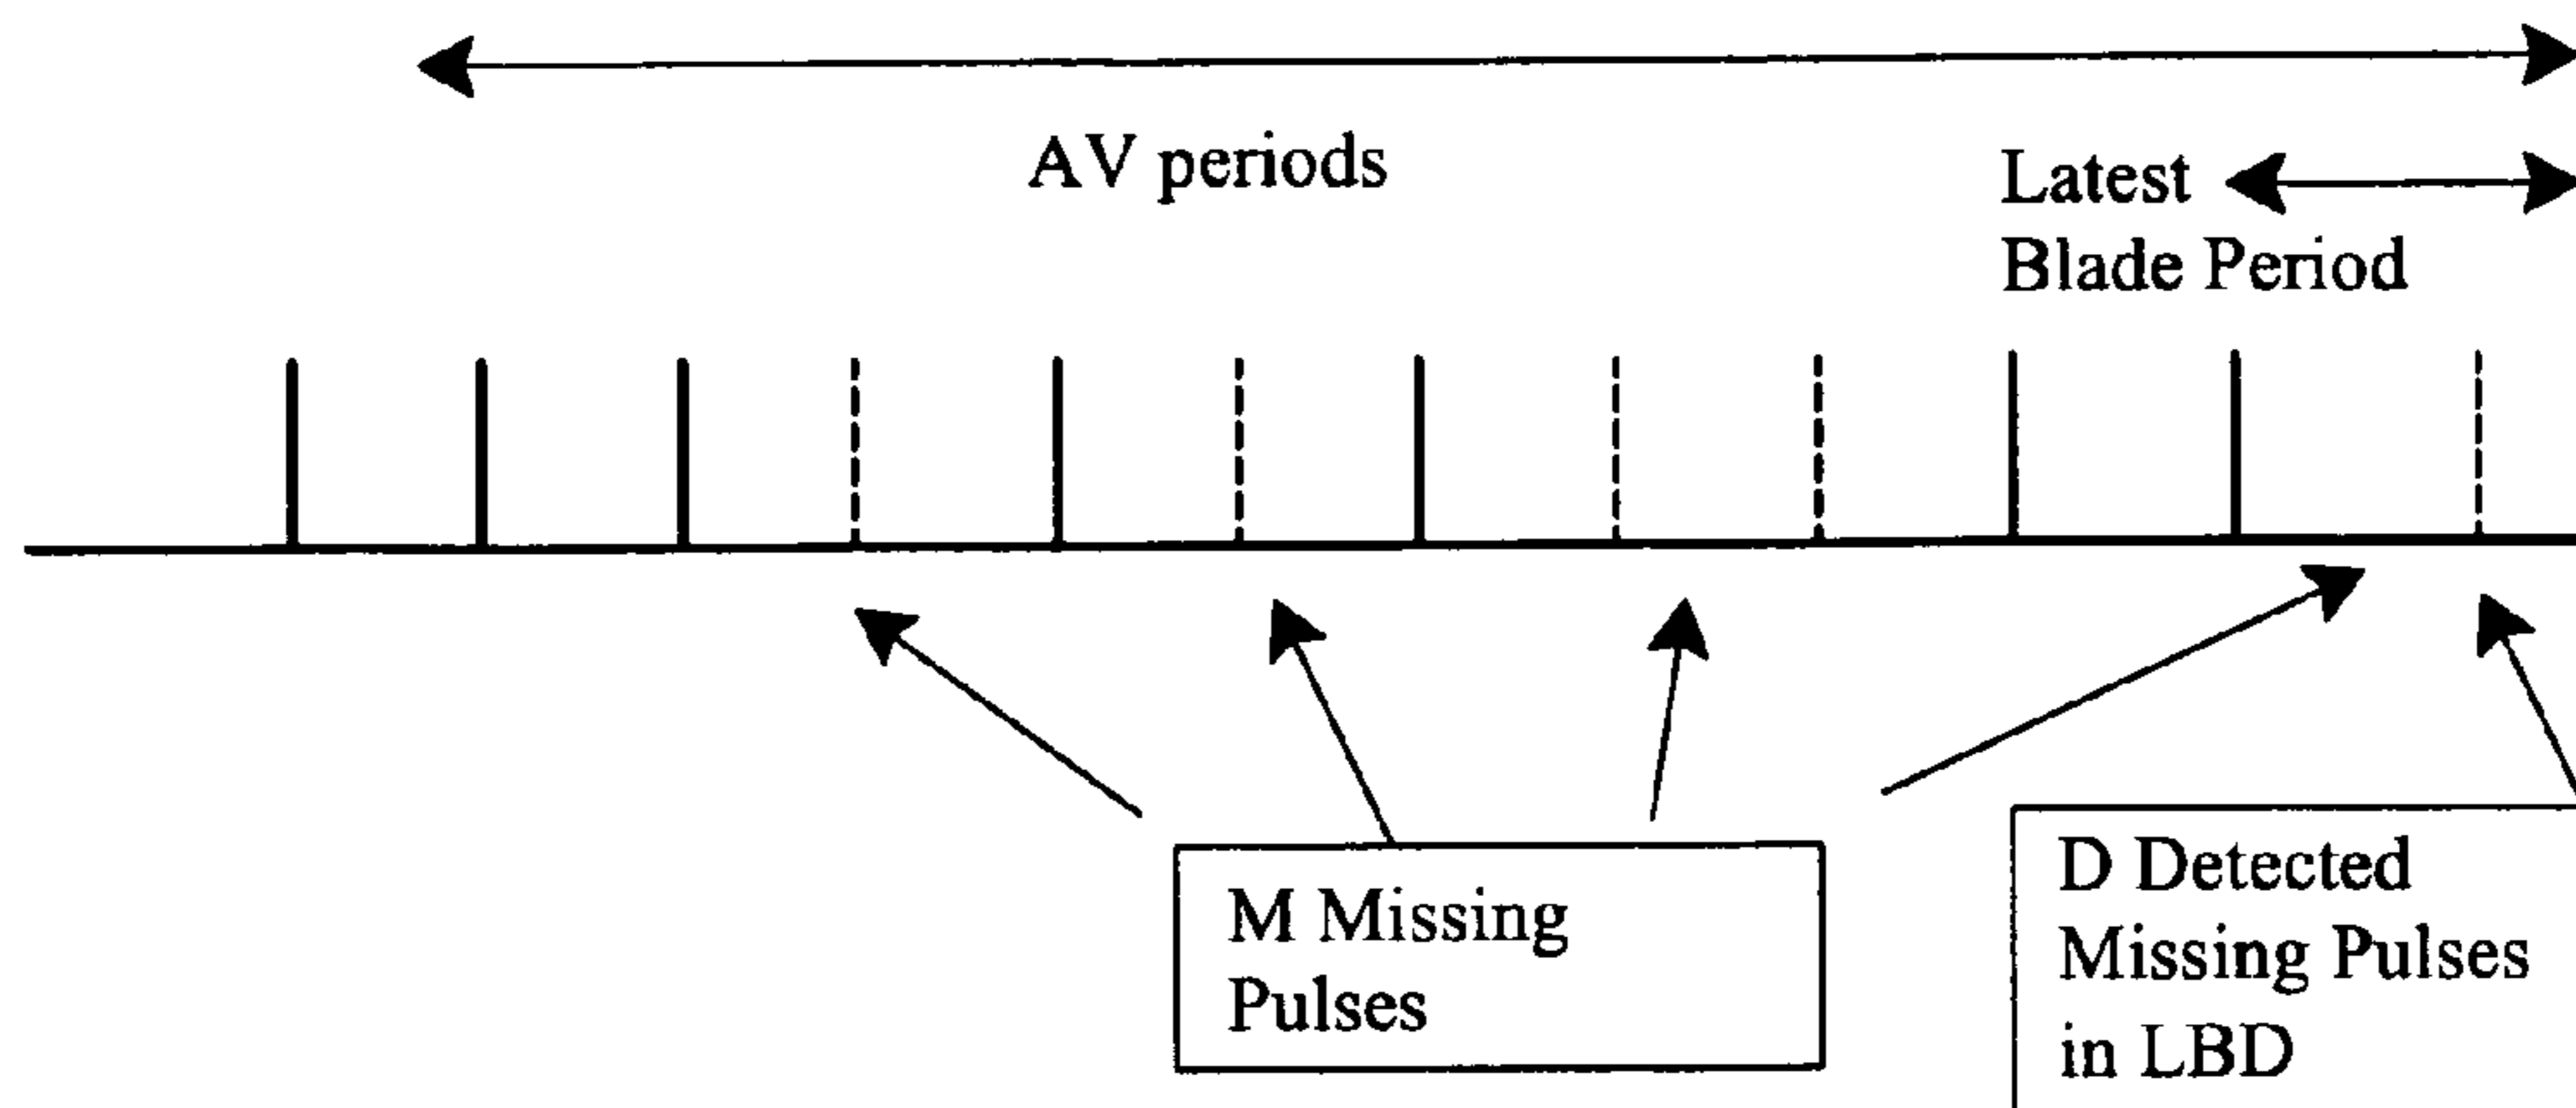 AV periods
Latest
Blade Period
M Missing
Pulses
D Detected
Missing Pulses
in LBD